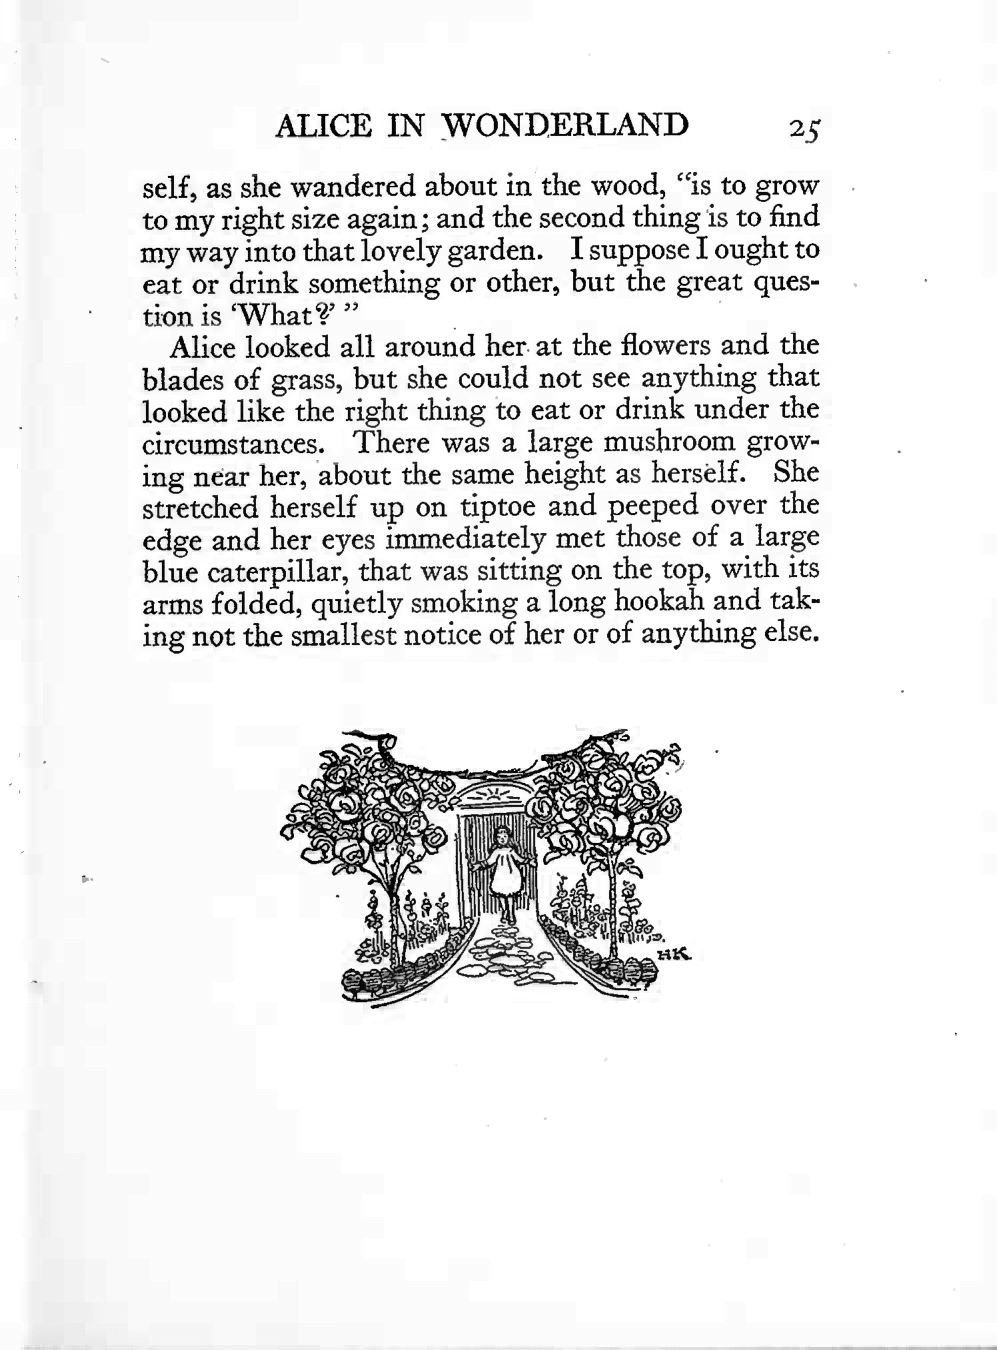 ALICE IN WONDERLAND 25
self, as she wandered about in the wood, “is to grow
to my right size again; and the second thing is to find
my way into that lovely garden. I suppose I ought to
eat or drink something or other, but the great ques-
tion is ‘What?’ ”
Alice looked all around her at the flowers and the
blades of grass, but she could not see anything that
looked like the right thing to eat or drink under the
circumstances. There was a large mushroom grow-
ing near her, about the same height as herself. She
stretched herself up on tiptoe and peeped over the
edge and her eyes immediately met those of a large
blue caterpillar, that was sitting on the top, with its
arms folded, quietly smoking a long hookah and tak-
ing not the smallest notice of her or of anything else.
HK